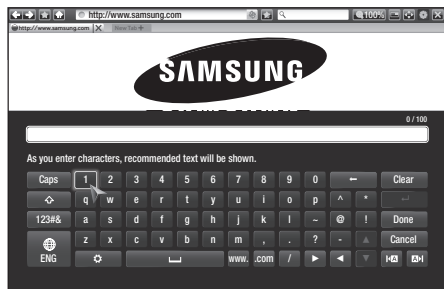 http://www.samsung.com 100%
http://www.samsung.com New Tab
SAMSUNG
0 / 100
As you enter characters, recommended text will be shown.
Caps 1 2 3 4 5 6 7 8 9 0 ← Clear
q w e r t y u i o p ^ *
123#& a s d f g h j k l ~ @ ! Done
z x c v b n m , . ? - Cancel
ENG www. .com /